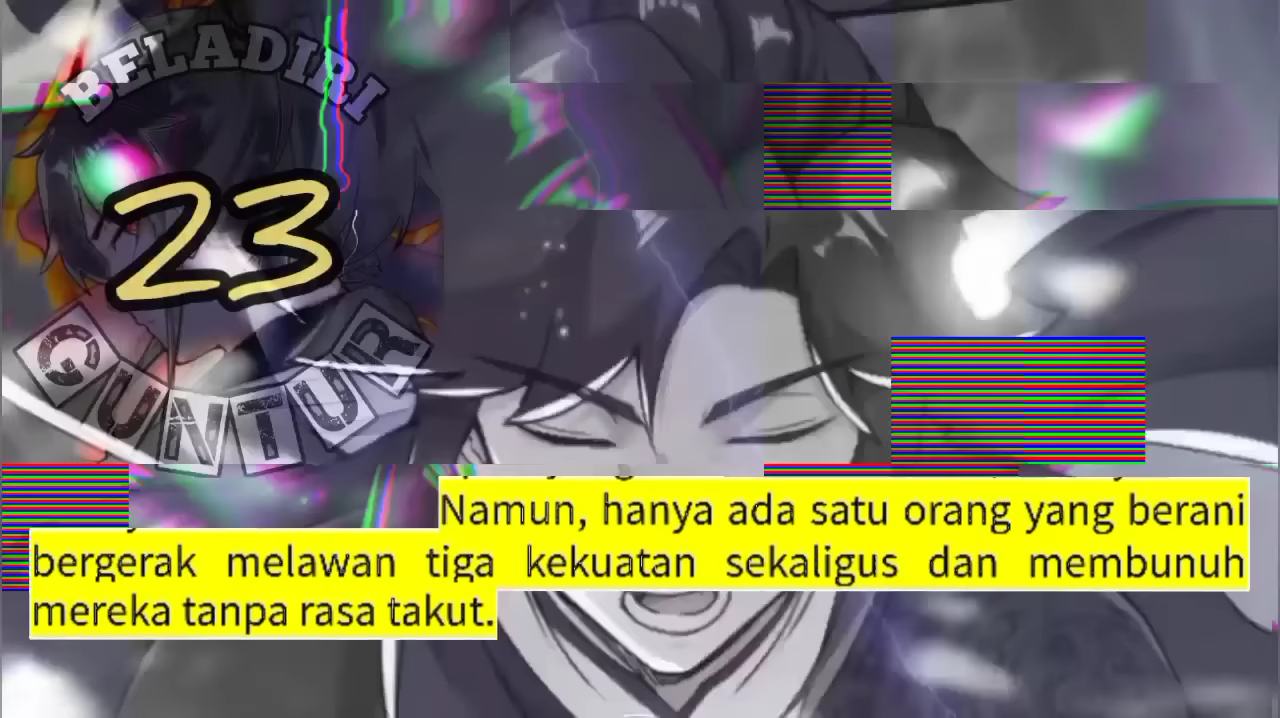 BELADIRI
23
GUNTUR
Namun, hanya ada satu orang yang berani
bergerak melawan tiga kekuatan sekaligus dan membunuh
mereka tanpa rasa takut.